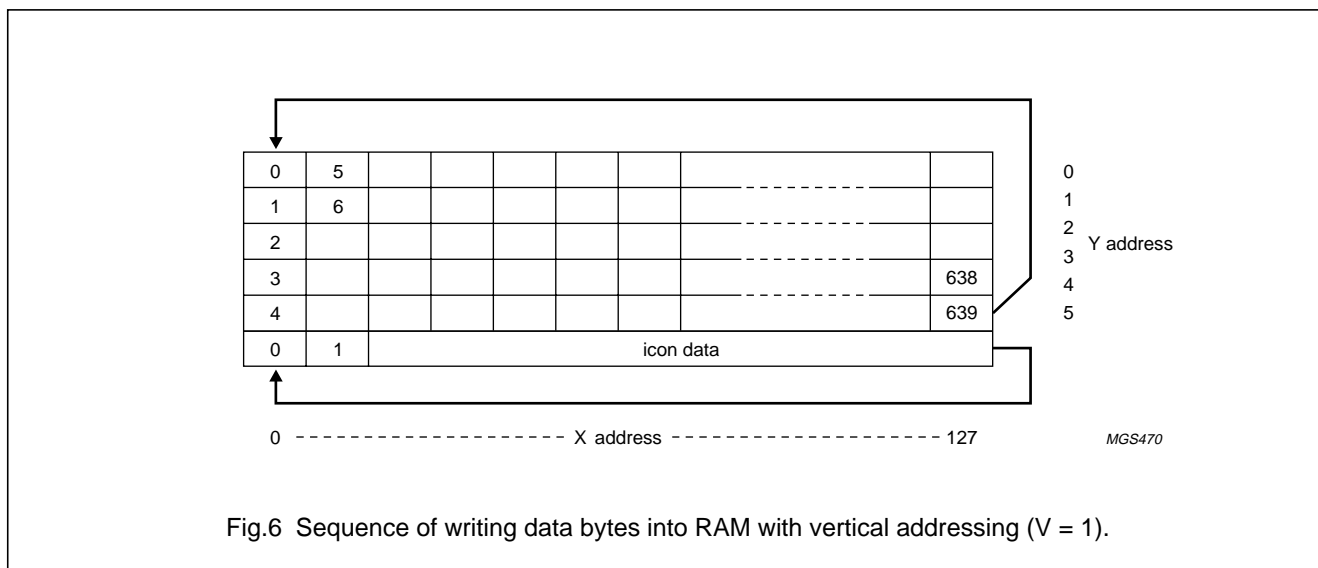 0 5 0
1 6 1
2 2
Y address
3 638 3
4 639 4
5
0 1 icon data
0 X address 127
MGS470
Fig.6 Sequence of writing data bytes into RAM with vertical addressing (V = 1).